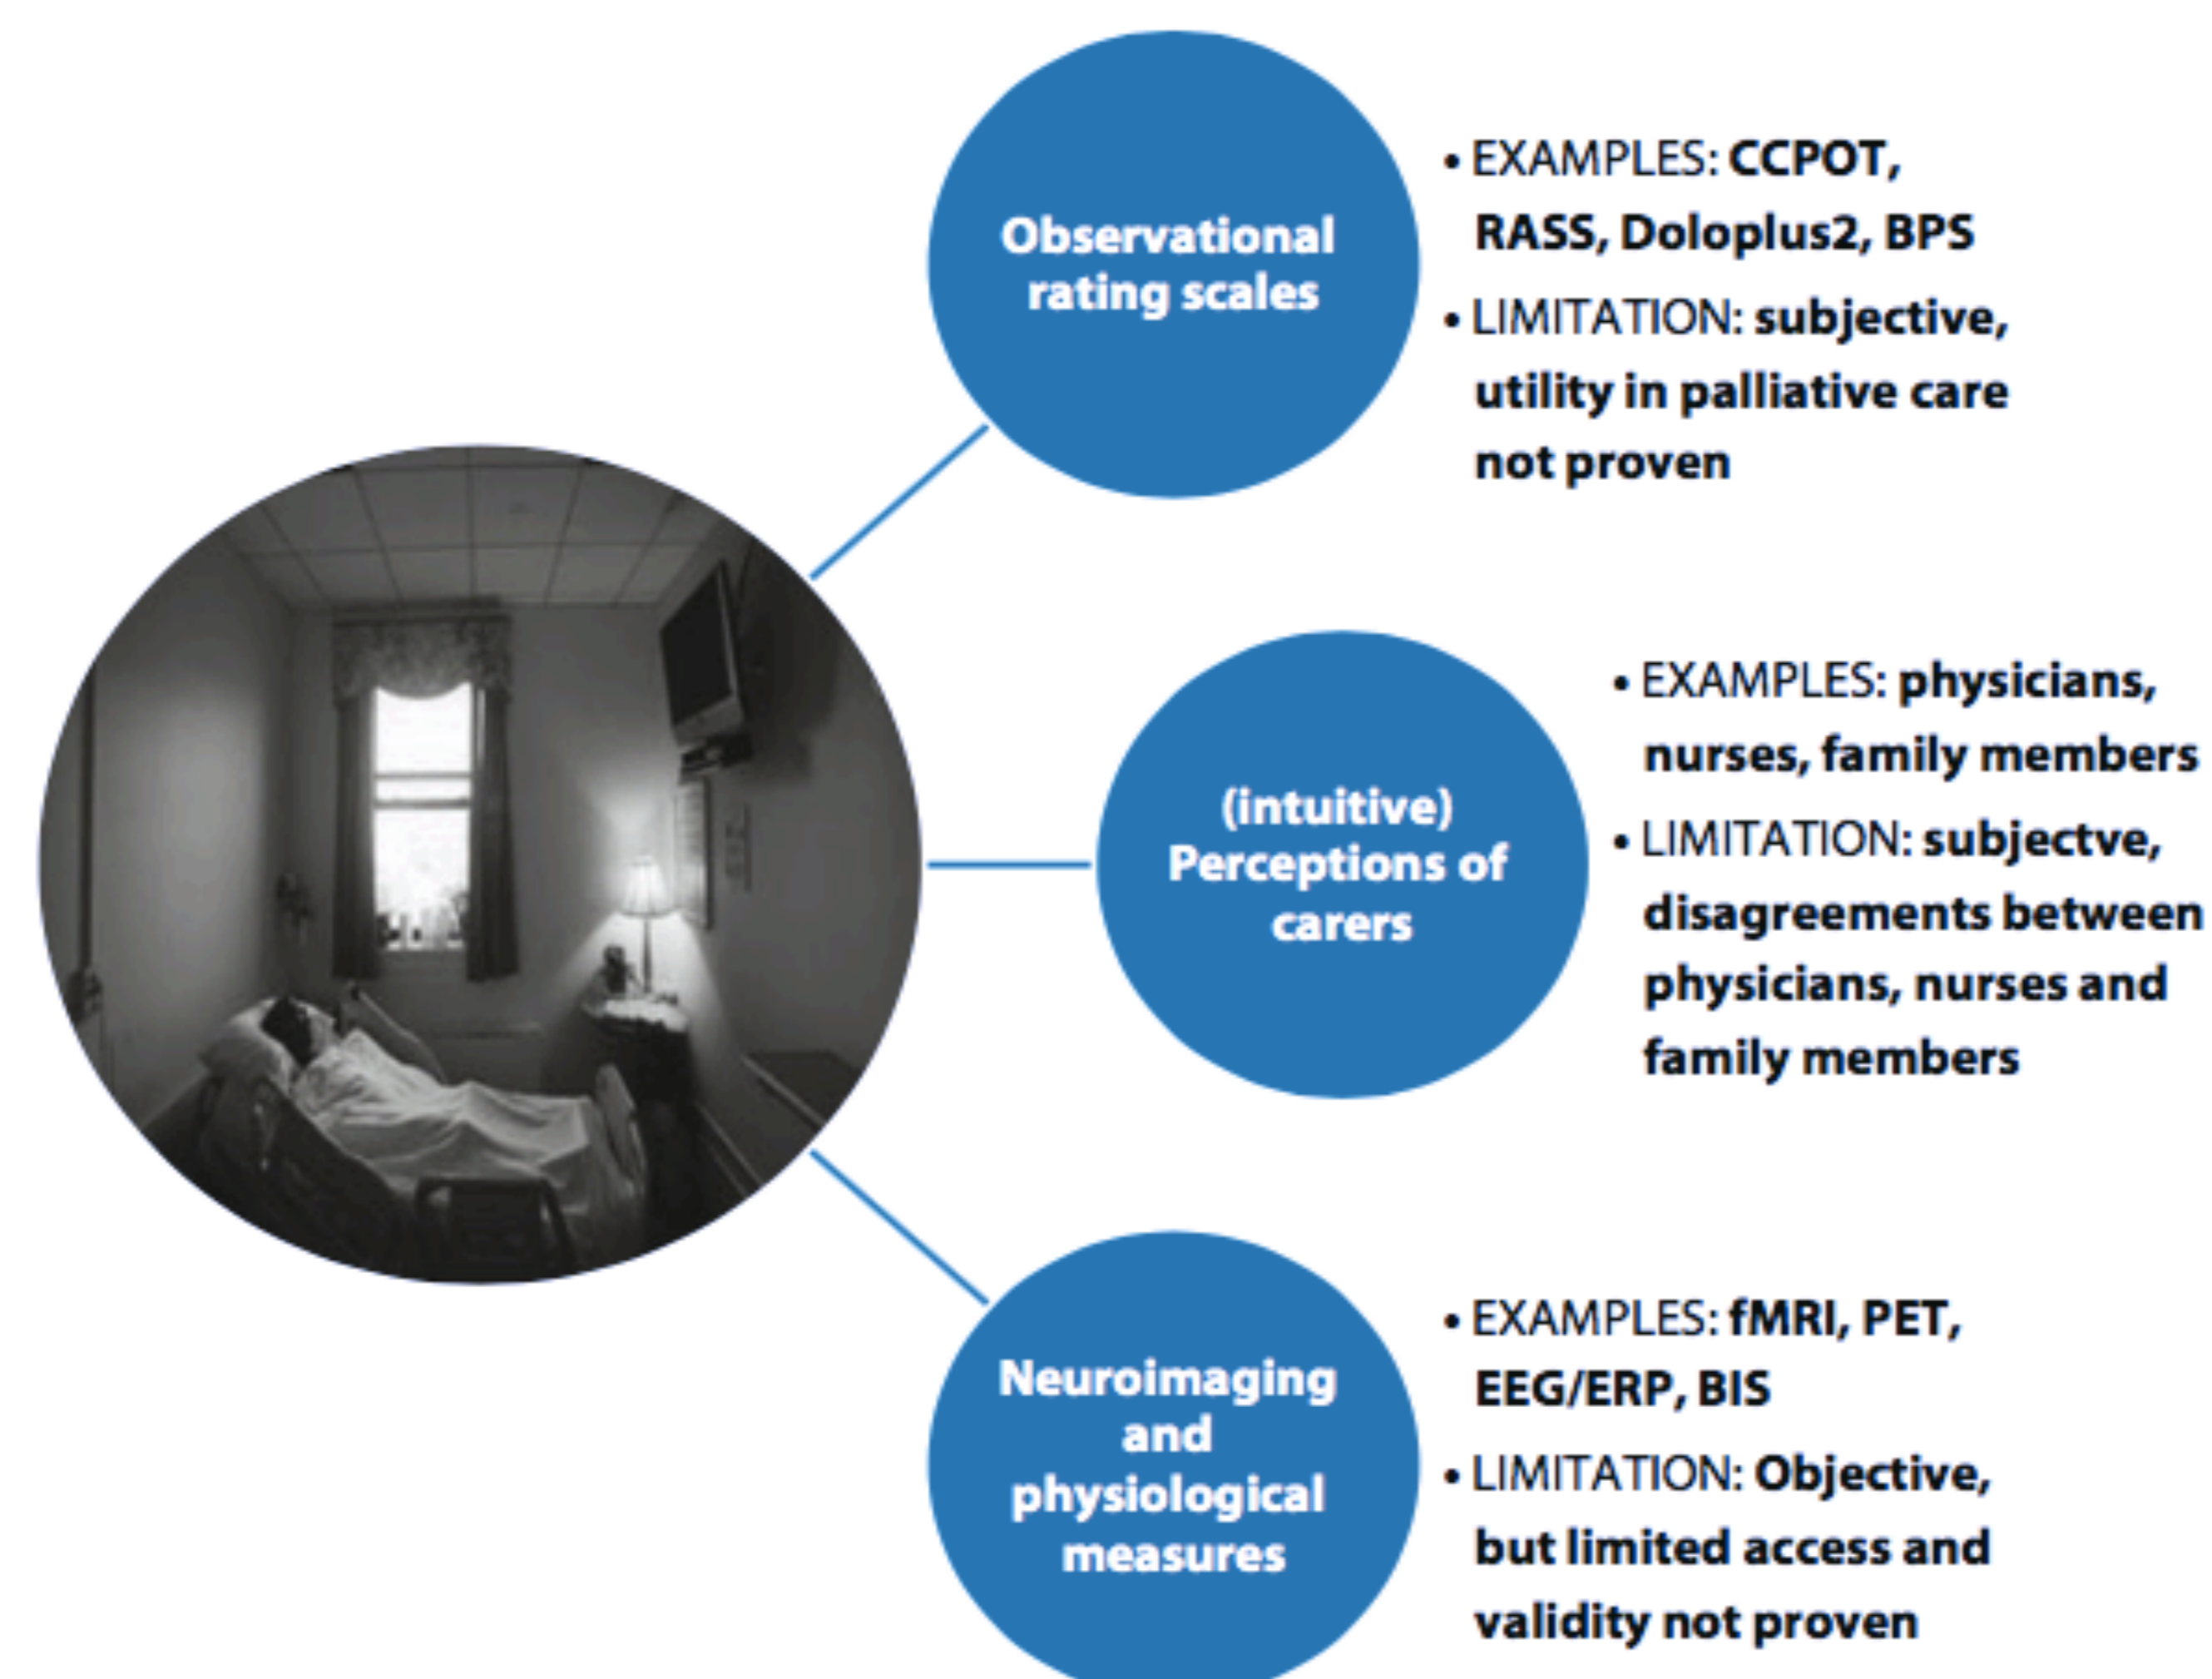 Observational
rating scales
• EXAMPLES: CCPOT,
RASS, Doloplus2, BPS
• LIMITATION: subjective,
utility in palliative care
not proven
(intuitive)
Perceptions of
carers
• EXAMPLES: physicians,
nurses, family members
• LIMITATION: subjectve,
disagreements between
physicians, nurses and
family members
Neuroimaging
and
physiological
measures
• EXAMPLES: fMRI, PET,
EEG/ERP, BIS
• LIMITATION: Objective,
but limited access and
validity not proven